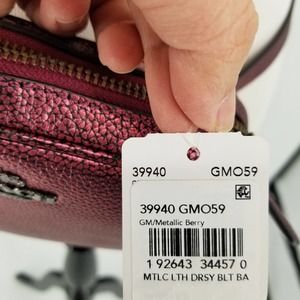 39940 GMO59
39940 GMO59
GM/Metallic Berry
1 92643 34457 0
MTLC LTH DRSY BLT BA